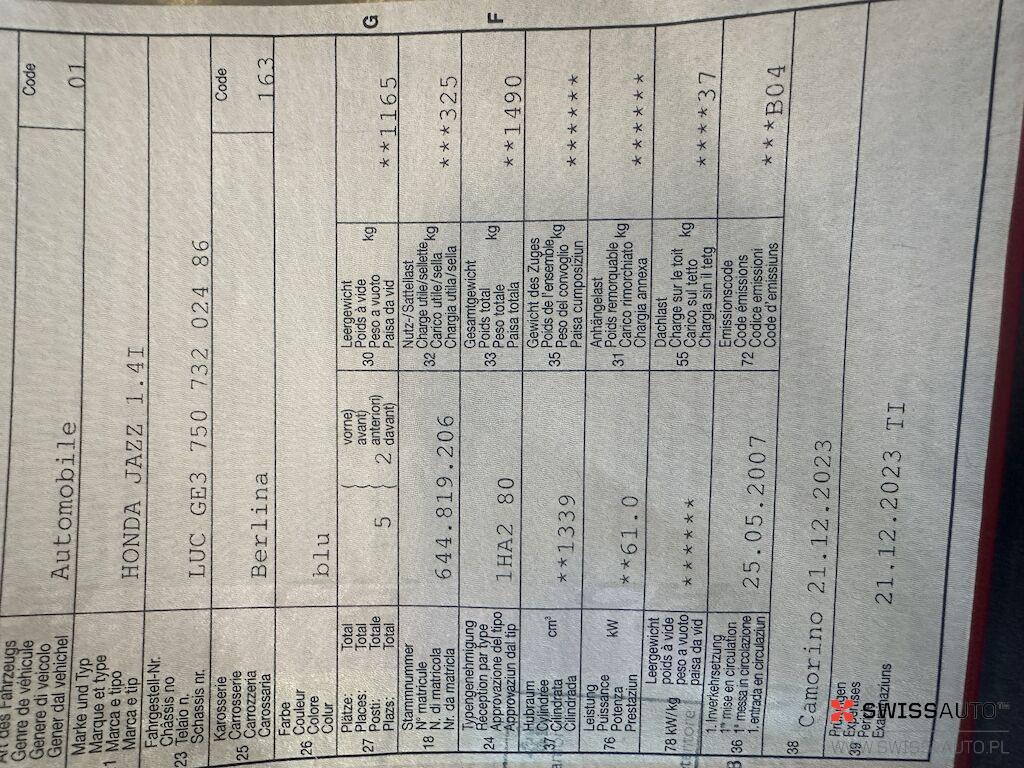 Art des Fahrzeugs
Genre de véhicule
Genere di veicolo
Gener dal vehichel
Automobile
Code
01
Marke und Typ
Marque et type
1 Marca e tipo
Marca e tip
HONDA JAZZ 1.4I
Fahrgestell-Nr.
Châssis no
23 Telaio n.
Schassis nr.
LUC GE3 750 732 024 86
Karosserie
Carrosserie
25 Carrozzeria
Carossaria
Berlina
Code
163
Farbe
Couleur
26 Colore
Colur
blu
Plätze: Total
Places: Total
27 Posti: Totale
Plazs: Total
5
vorne)
avant)
anteriori)
davant)
2
Leergewicht
Poids à vide
30 Peso a vuoto
Paisa da vid
kg
**1165
G
Stammnummer
N° matricule
18 N. di matricola
Nr. da matricla
644.819.206
Nutz-/Sattellast
Charge utile/sellette
32 Carico utile/sella
Chargia utila/sella
kg
***325
Typengenehmigung
Réception par type
24 Approvazione del tipo
Approvaziun dal tip
1HA2 80
Gesamtgewicht
Poids total
33 Peso totale
Paisa totala
kg
**1490
F
Hubraum
Cylindrée
37 Cilindrata
Cilindrada
cm³
**1339
Gewicht des Zuges
Poids de l'ensemble
35 Peso del convoglio
Paisa cumposiziun
kg
******
Leistung
Puissance
76 Potenza
Prestaziun
kW
**61.0
Anhängelast
Poids remorquable
31 Carico rimorchiato
Chargia annexa
kg
******
Leergewicht
poids à vide
78 kW/kg peso a vuoto
paisa da vid
******
Dachlast
Charge sur le toit
55 Carico sul tetto
Chargia sin il tetg
kg
*****37
1. Inverkehrsetzung
1re mise en circulation
36 1a messa in circolazione
1. entrada en circulaziun
B
25.05.2007
Emissionscode
Code émissions
72 Codice emissioni
Code d'emissiuns
***B04
38
Camorino 21.12.2023
39
Examinaziuns
21.12.2023 TI
SWISSAUTO™
WWW.SWISSAUTO.PL